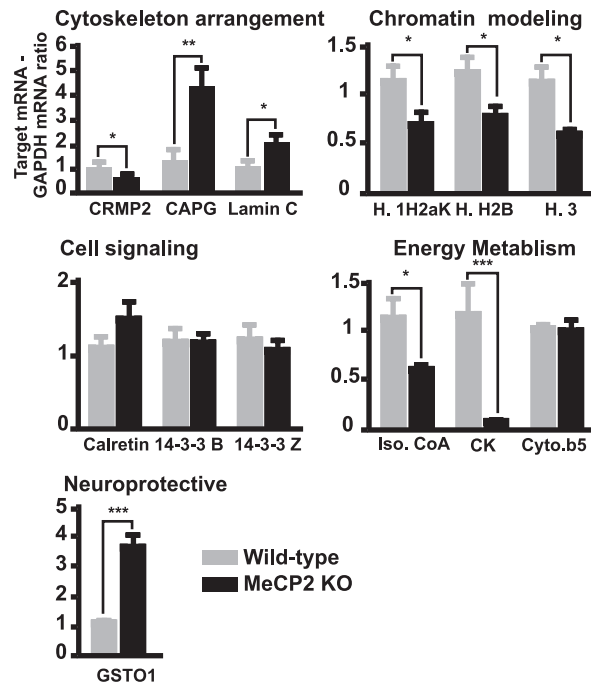 Cytoskeleton arrangement
Target mRNA -
GAPDH mRNA ratio
6
5
4
3
2
1
0
*
**
*
CRMP2 CAPG Lamin C
Chromatin modeling
1.5
1
0.5
0
*
*
*
H. 1H2aK H. H2B H. 3
Cell signaling
2
1
0
Calretin 14-3-3 B 14-3-3 Z
Energy Metablism
1.5
1
0.5
0
*
***
Iso. CoA CK Cyto.b5
Neuroprotective
5
4
3
2
1
0
***
GSTO1
Wild-type
MeCP2 KO